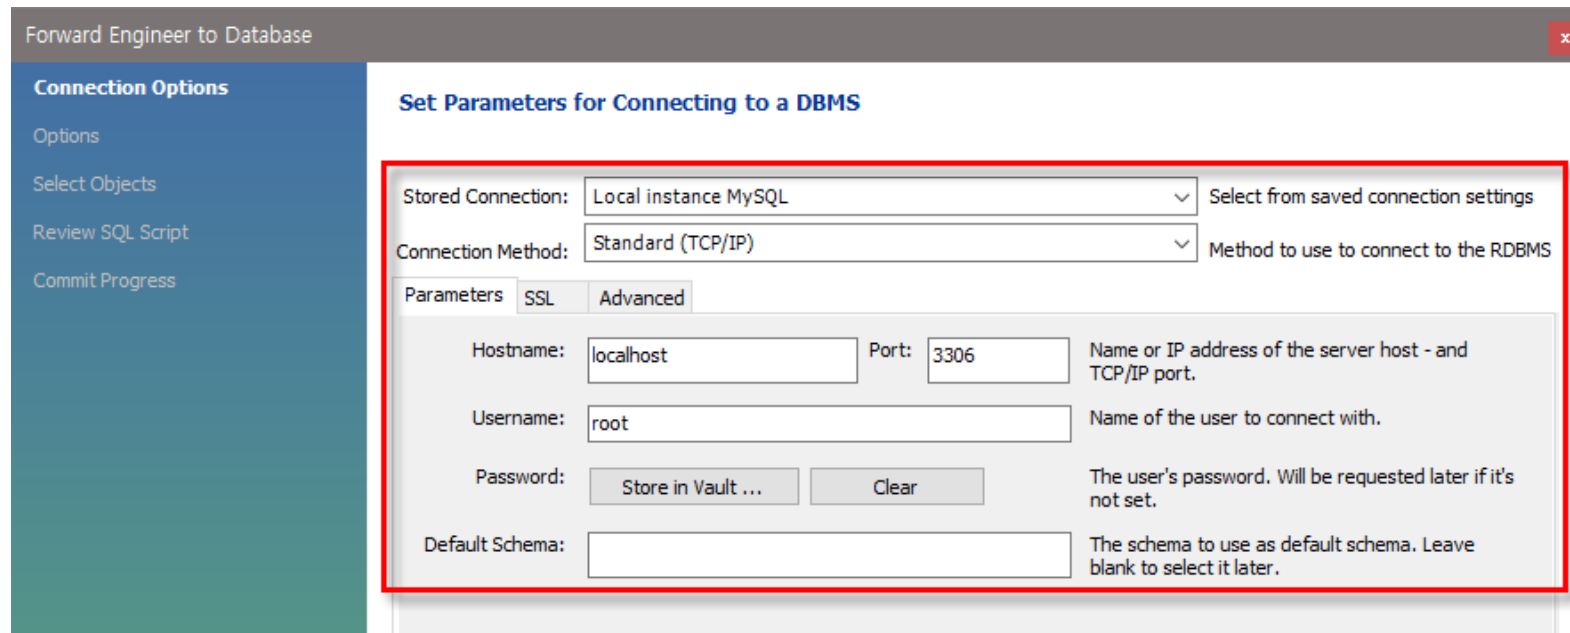 Forward Engineer to Database
x
Connection Options
Options
Select Objects
Review SQL Script
Commit Progress
Set Parameters for Connecting to a DBMS
Stored Connection: Local instance MySQL Select from saved connection settings
Connection Method: Standard (TCP/IP) Method to use to connect to the RDBMS
Parameters SSL Advanced
Hostname: localhost Port: 3306 Name or IP address of the server host - and
TCP/IP port.
Username: root Name of the user to connect with.
Password: Store in Vault ... Clear The user's password. Will be requested later if it's
not set.
Default Schema: The schema to use as default schema. Leave
blank to select it later.